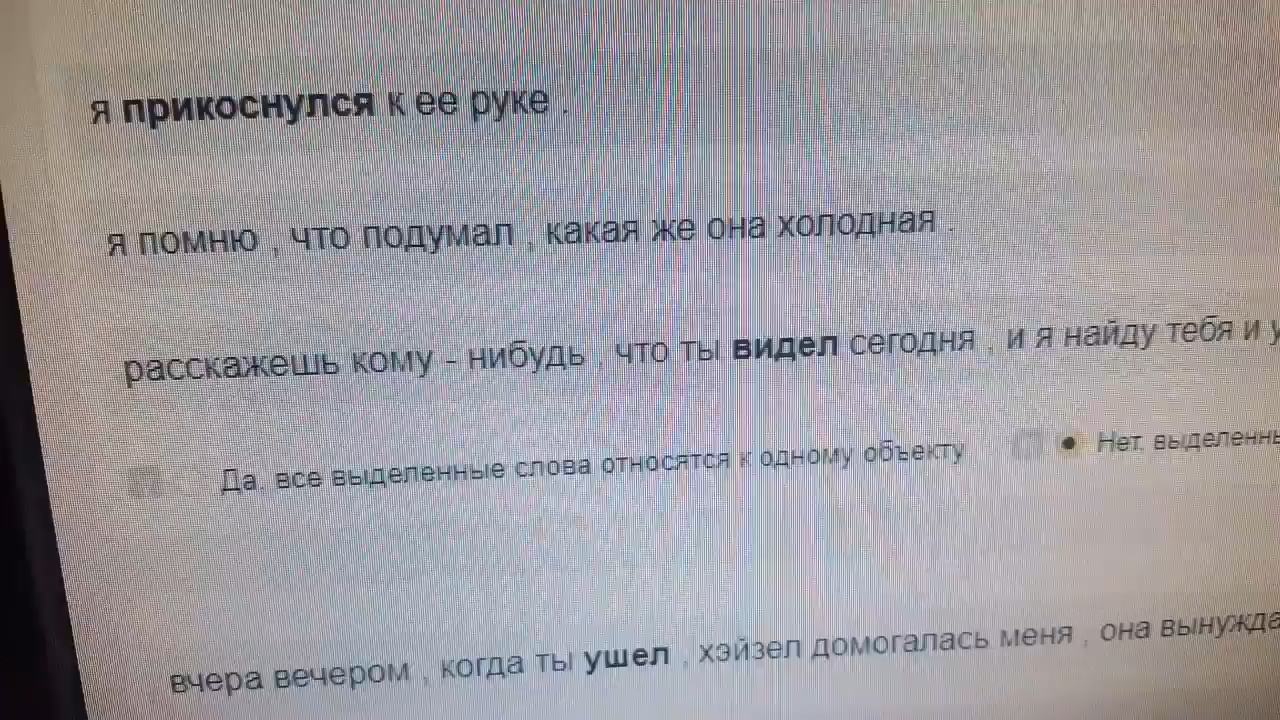 я прикоснулся к ее руке .
я помню , что подумал , какая же она холодная .
расскажешь кому - нибудь , что ты видел сегодня , и я найду тебя и
Да, все выделенные слова относятся к одному объекту Нет, выделенны
вчера вечером , когда ты ушел , хэйзел домогалась меня , она вынужда